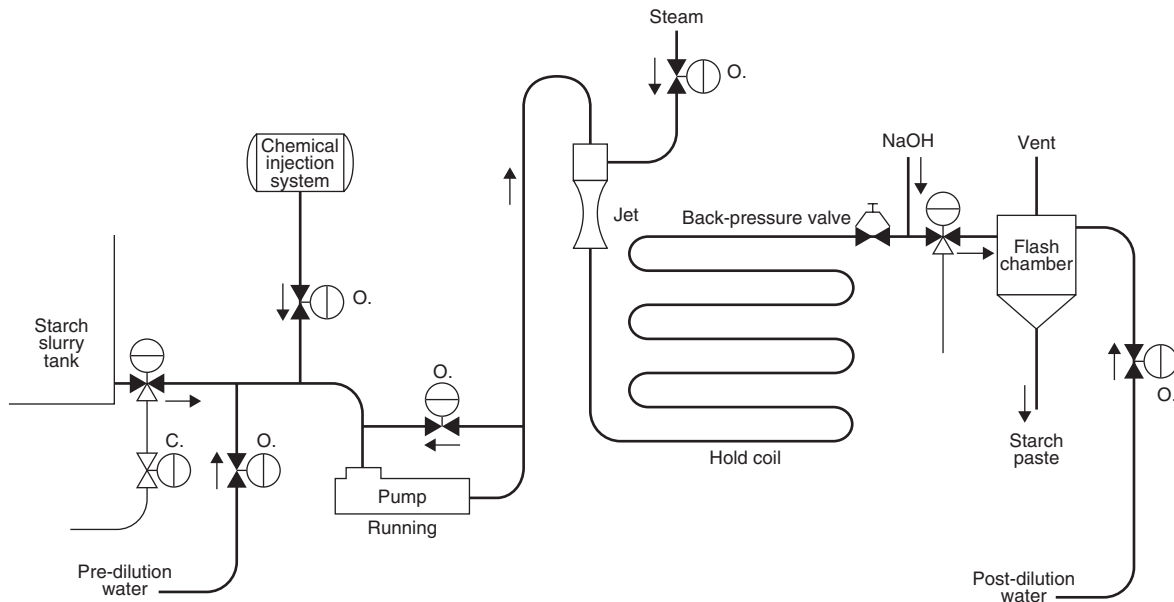 Steam
O.
Chemical
injection
system
NaOH
Vent
Jet
Back-pressure valve
Flash
chamber
O.
Starch
slurry
tank
O.
O.
C.
O.
Hold coil
Starch
paste
Pump
Running
Pre-dilution
water
Post-dilution
water